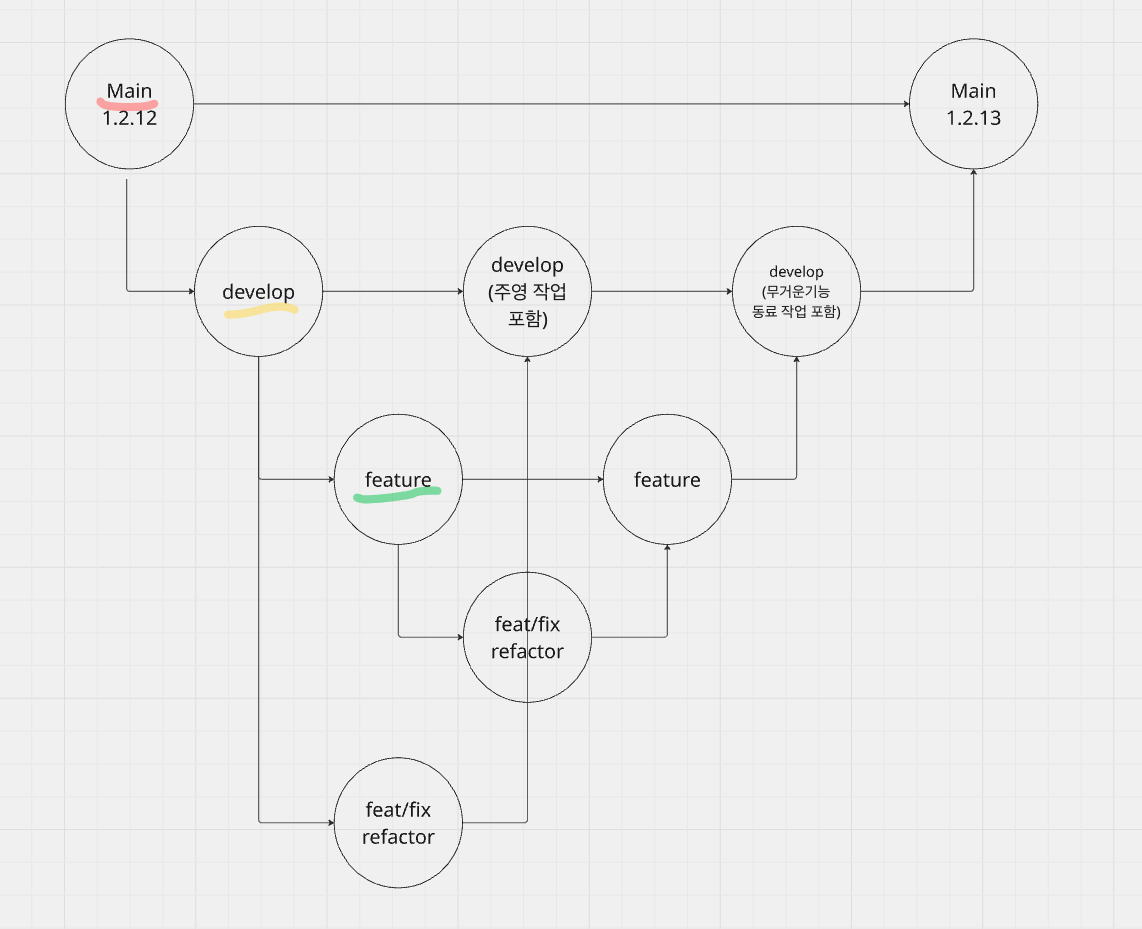 Main
1.2.12
Main
1.2.13
develop
develop
(주영 작업
포함)
develop
(무거운기능
동료 작업 포함)
feature
feature
feat/fix
refactor
feat/fix
refactor